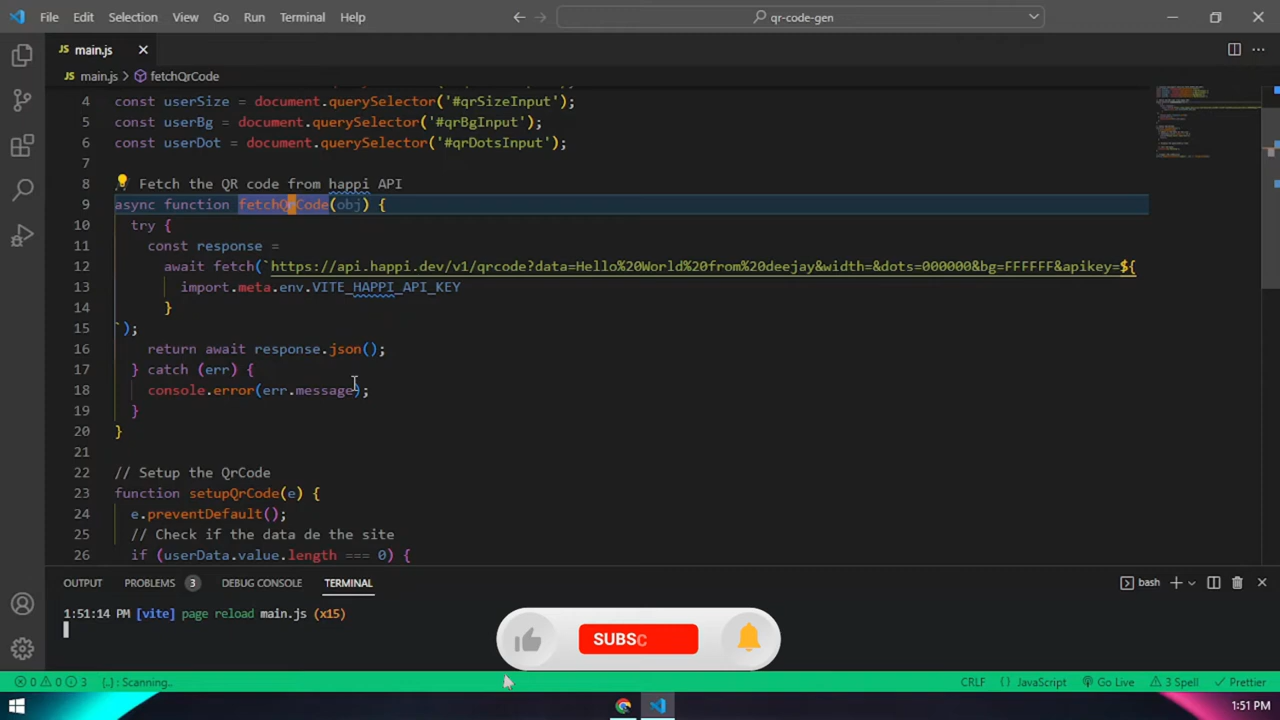 File Edit Selection View Go Run Terminal Help
qr-code-gen
JS main.js
JS main.js > fetchQrCode
4 const userSize = document.querySelector('#qrSizeInput');
5 const userBg = document.querySelector('#qrBgInput');
6 const userDot = document.querySelector('#qrDotsInput');
7
8 Fetch the QR code from happi API
9 async function fetchQrCode(obj) {
10 try {
11 const response =
12 await fetch(`https://api.happi.dev/v1/qrcode?data=Hello%20World%20from%20deejay&width=&dots=000000&bg=FFFFFF&apikey=${
13 import.meta.env.VITE_HAPPI_API_KEY
14 }
15 `);
16 return await response.json();
17 } catch (err) {
18 console.error(err.message);
19 }
20 }
21
22 // Setup the QrCode
23 function setupQrCode(e) {
24 e.preventDefault();
25 // Check if the data de the site
26 if (userData.value.length === 0) {
OUTPUT PROBLEMS 3 DEBUG CONSOLE TERMINAL
bash
1:51:14 PM [vite] page reload main.js (x15)
SUBSC
0 0 3 {..}: Scanning.. CRLF {} JavaScript Go Live 3 Spell Prettier
1:51 PM